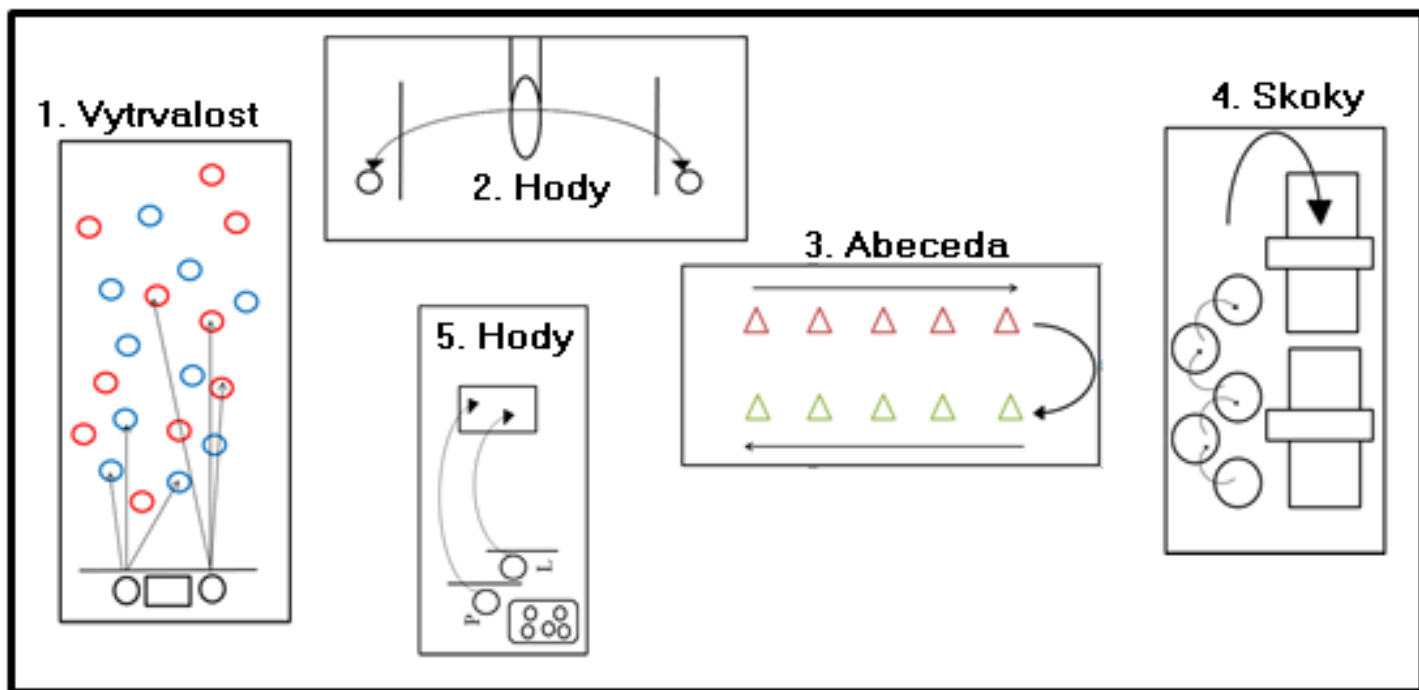 1. Vytrvalost
2. Hody
3. Abeceda
4. Skoky
5. Hody
L
P